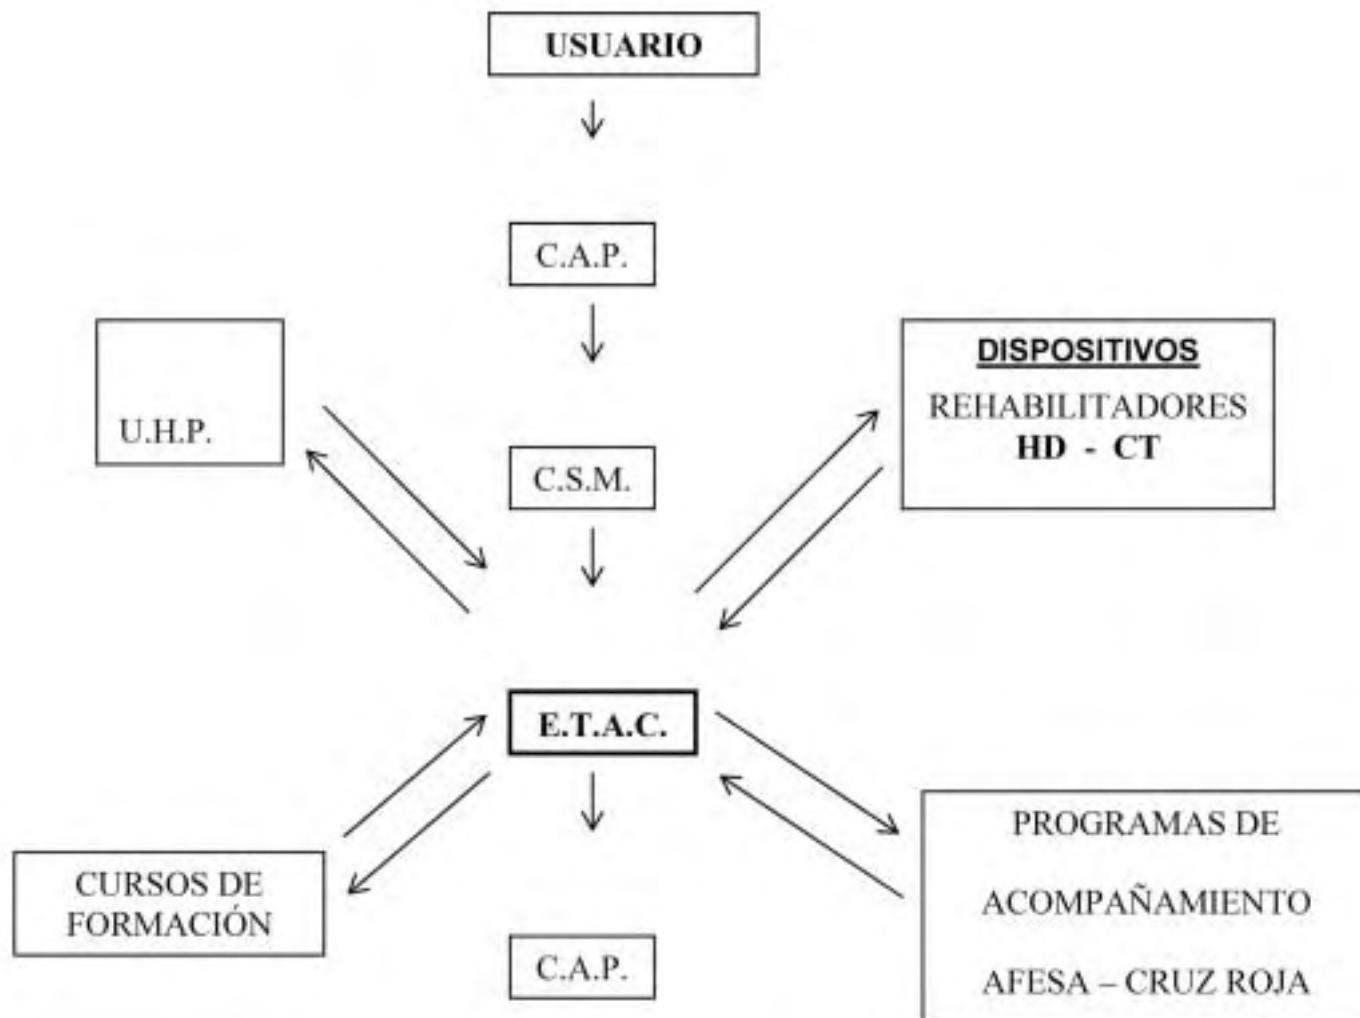 USUARIO
C.A.P.
U.H.P.
DISPOSITIVOS
REHABILITADORES
HD - CT
C.S.M.
E.T.A.C.
CURSOS DE
FORMACIÓN
C.A.P.
PROGRAMAS DE
ACOMPAÑAMIENTO
AFESA – CRUZ ROJA